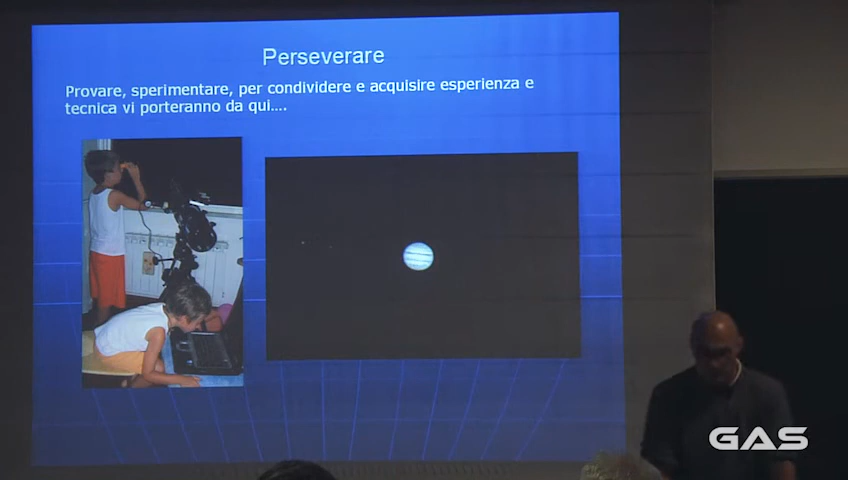 Perseverare
Provare, sperimentare, per condividere e acquisire esperienza e
tecnica vi porteranno da qui....
GAS